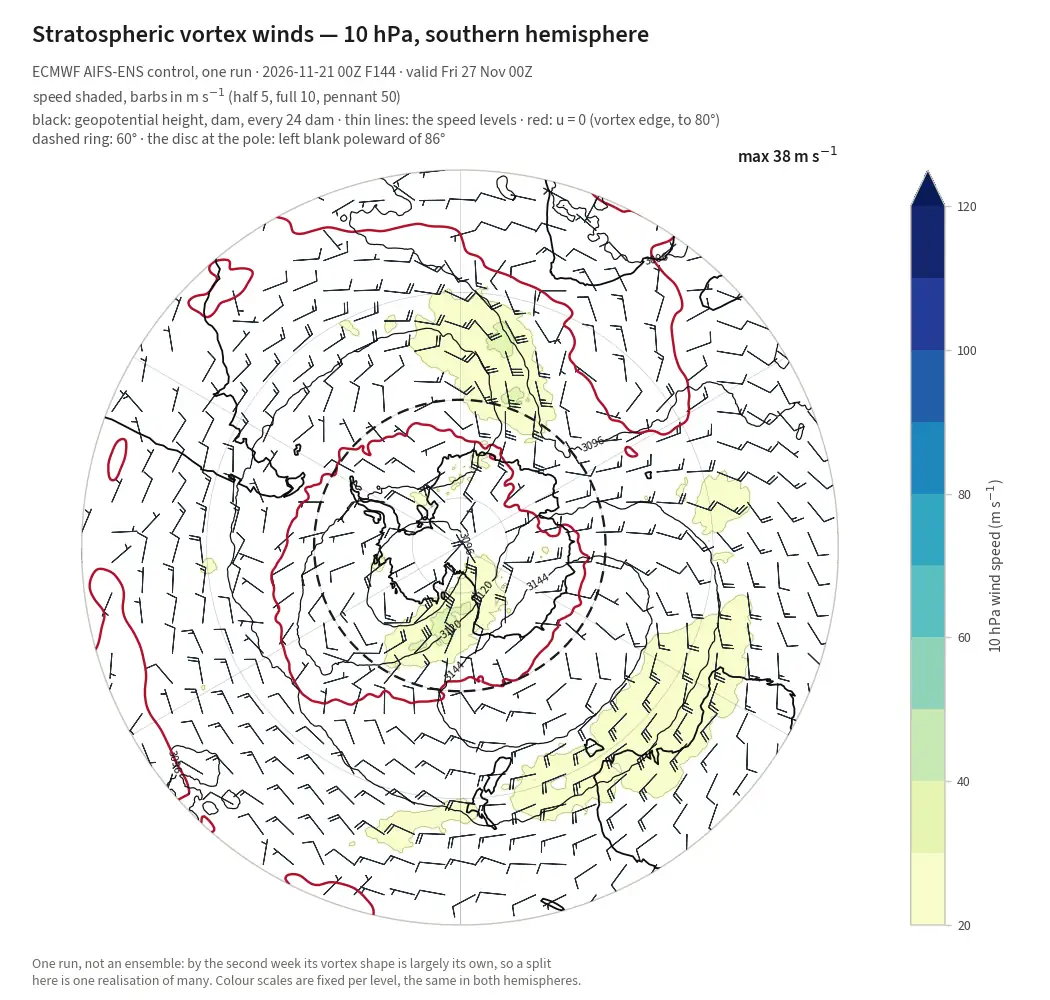 Stratospheric vortex winds — 10 hPa, southern hemisphere
ECMWF AIFS-ENS control, one run · 2026-11-21 00Z F144 · valid Fri 27 Nov 00Z
speed shaded, barbs in m s⁻¹ (half 5, full 10, pennant 50)
black: geopotential height, dam, every 24 dam · thin lines: the speed levels · red: u = 0 (vortex edge, to 80°)
dashed ring: 60° · the disc at the pole: left blank poleward of 86°
max 38 m s⁻¹
3096
3096
3144
3120
3144
120
100
80
60
40
20
10 hPa wind speed (m s⁻¹)
One run, not an ensemble: by the second week its vortex shape is largely its own, so a split
here is one realisation of many. Colour scales are fixed per level, the same in both hemispheres.